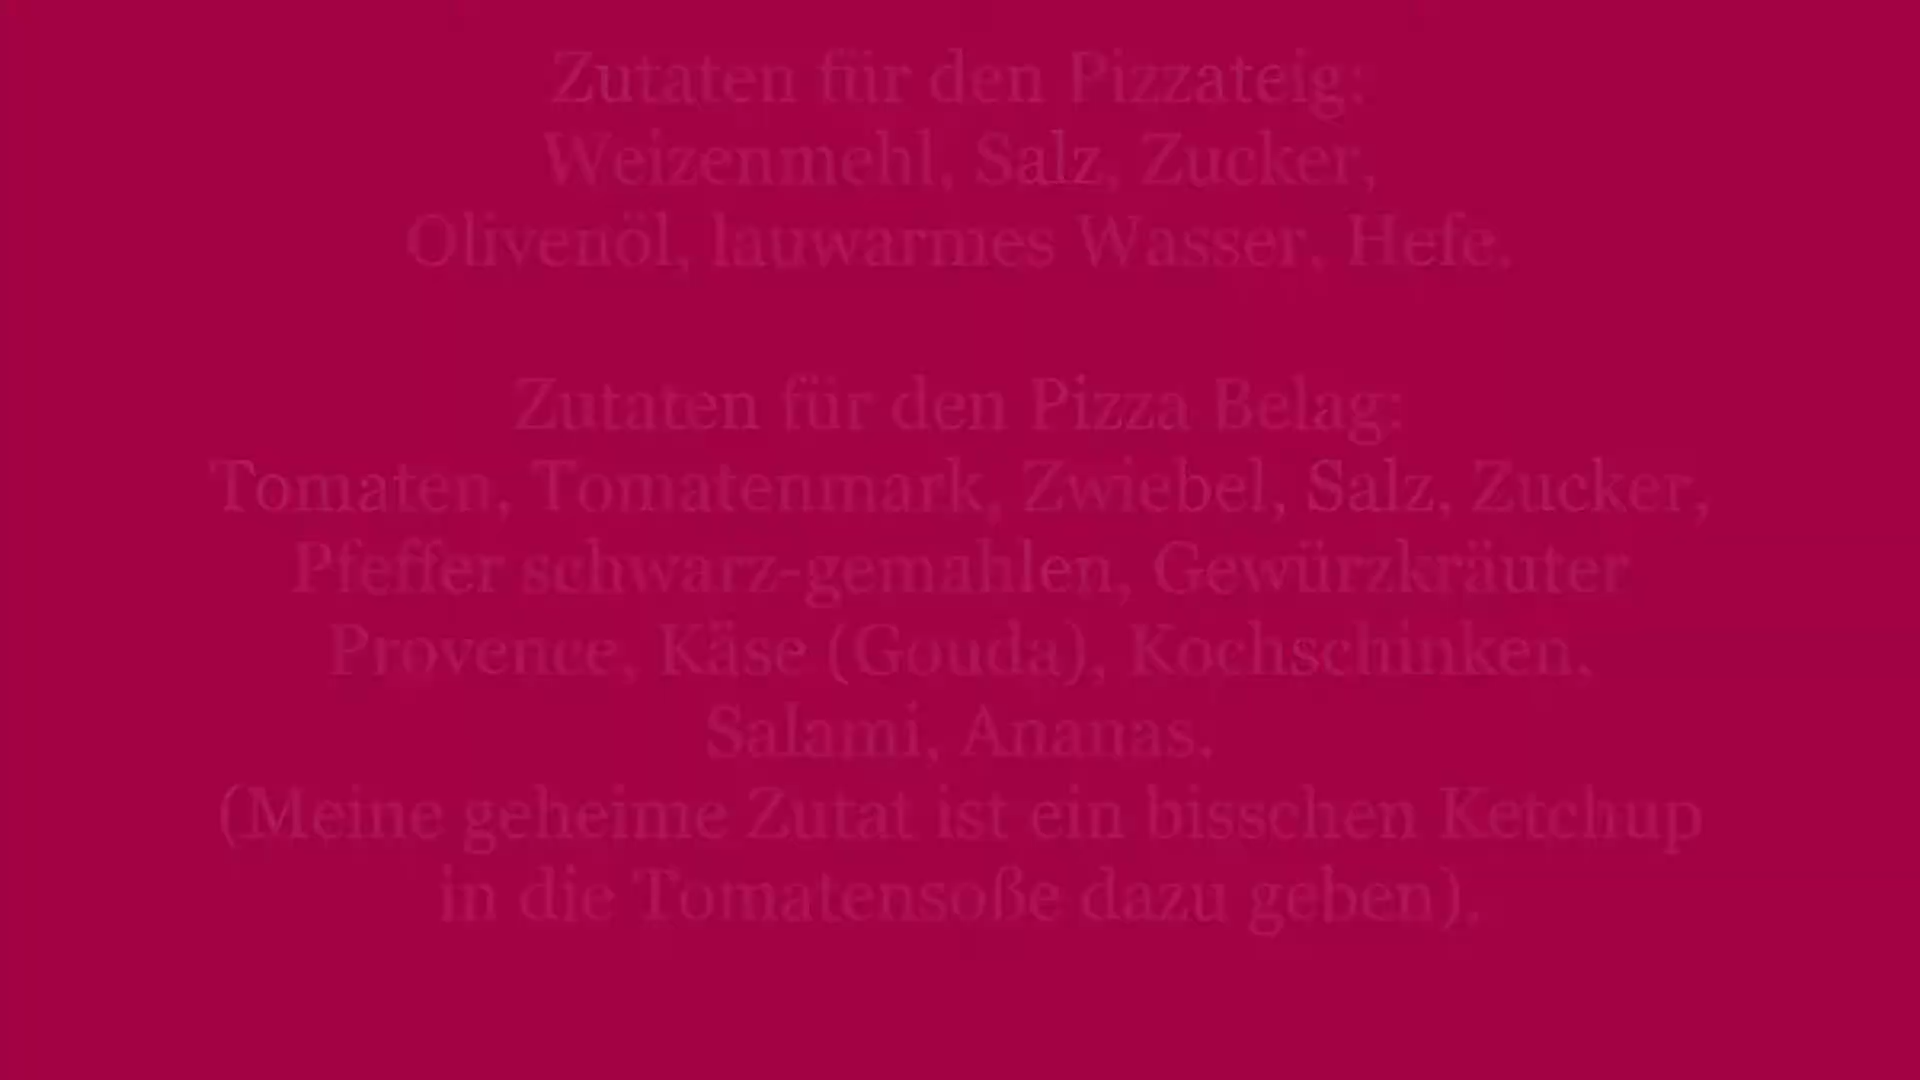 Zutaten für den Pizzateig:
Weizenmehl, Salz, Zucker,
Olivenöl, lauwarmes Wasser, Hefe.
Zutaten für den Pizza Belag:
Tomaten, Tomatenmark, Zwiebel, Salz, Zucker,
Pfeffer schwarz-gemahlen, Gewürzkräuter
Provence, Käse (Gouda), Kochschinken,
Salami, Ananas.
(Meine geheime Zutat ist ein bisschen Ketchup
in die Tomatensoße dazu geben).